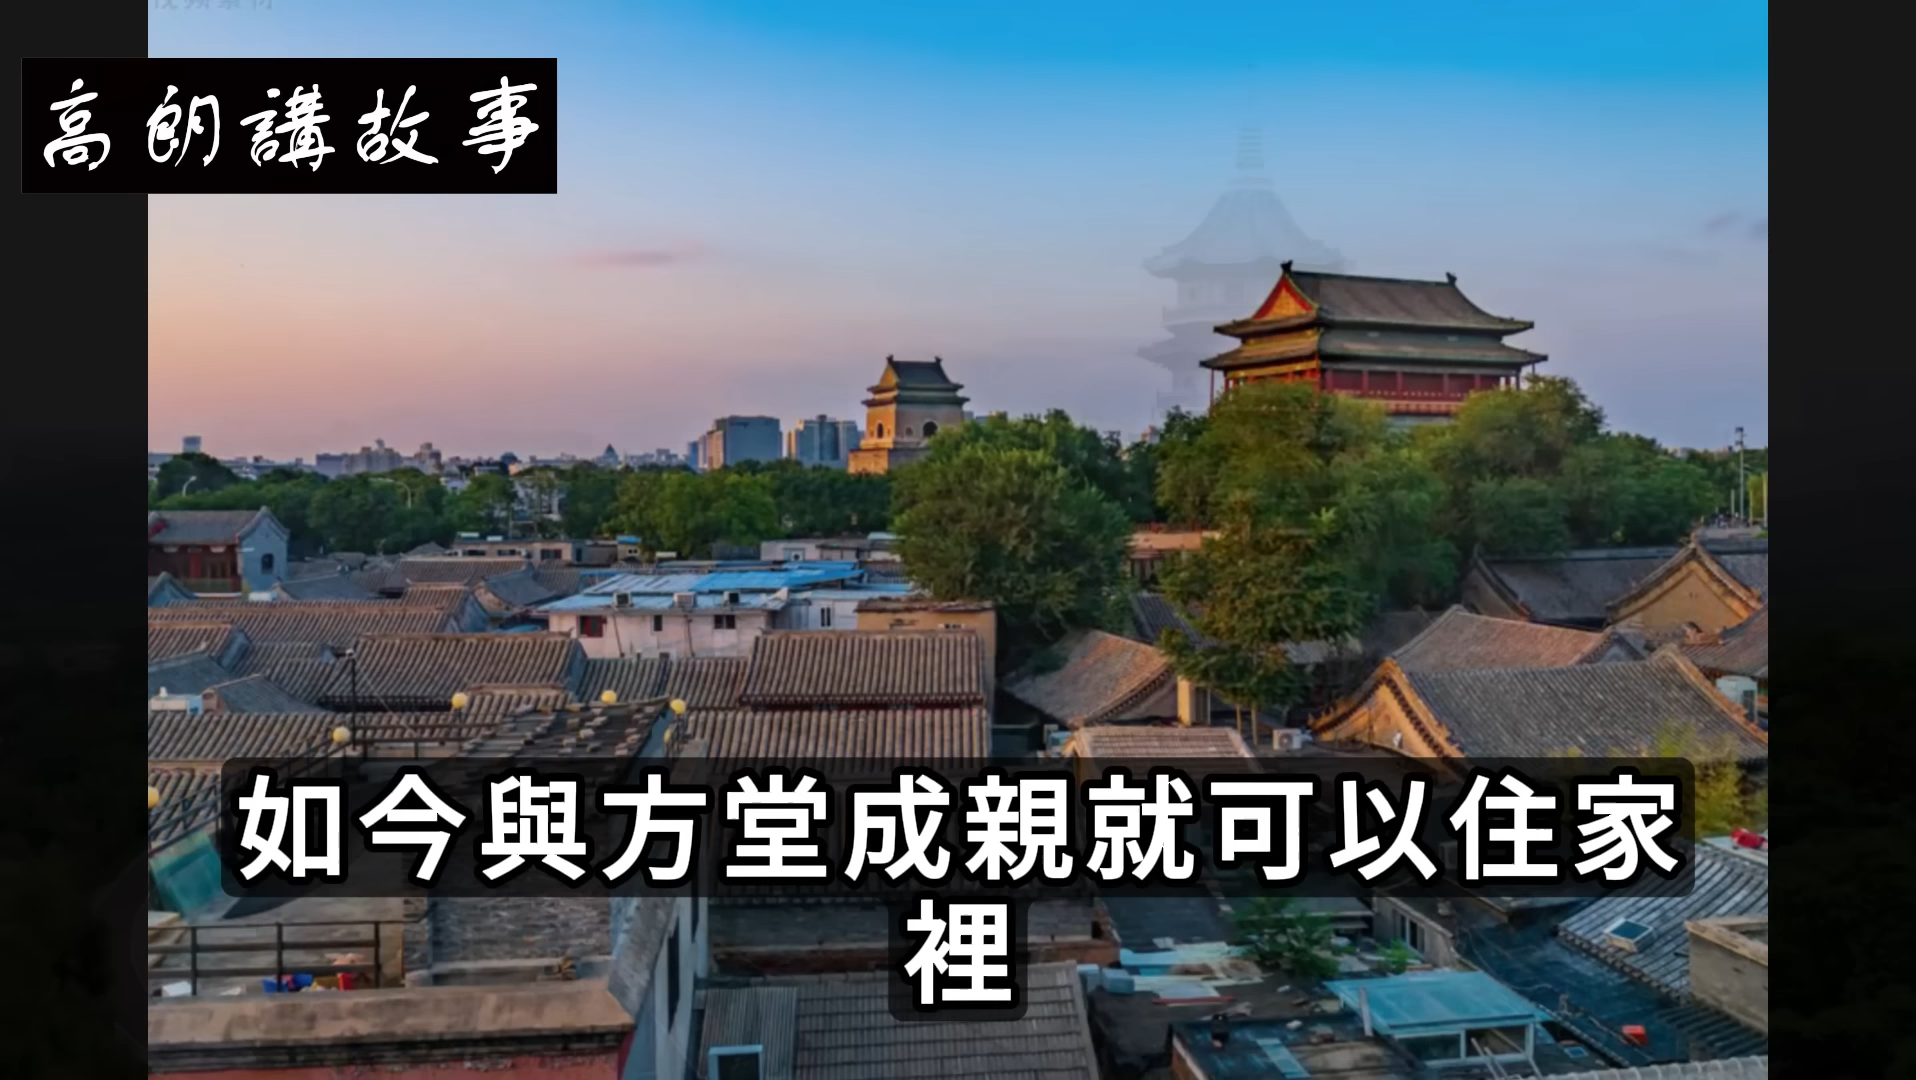 高朗講故事
如今與方堂成親就可以住家
裡